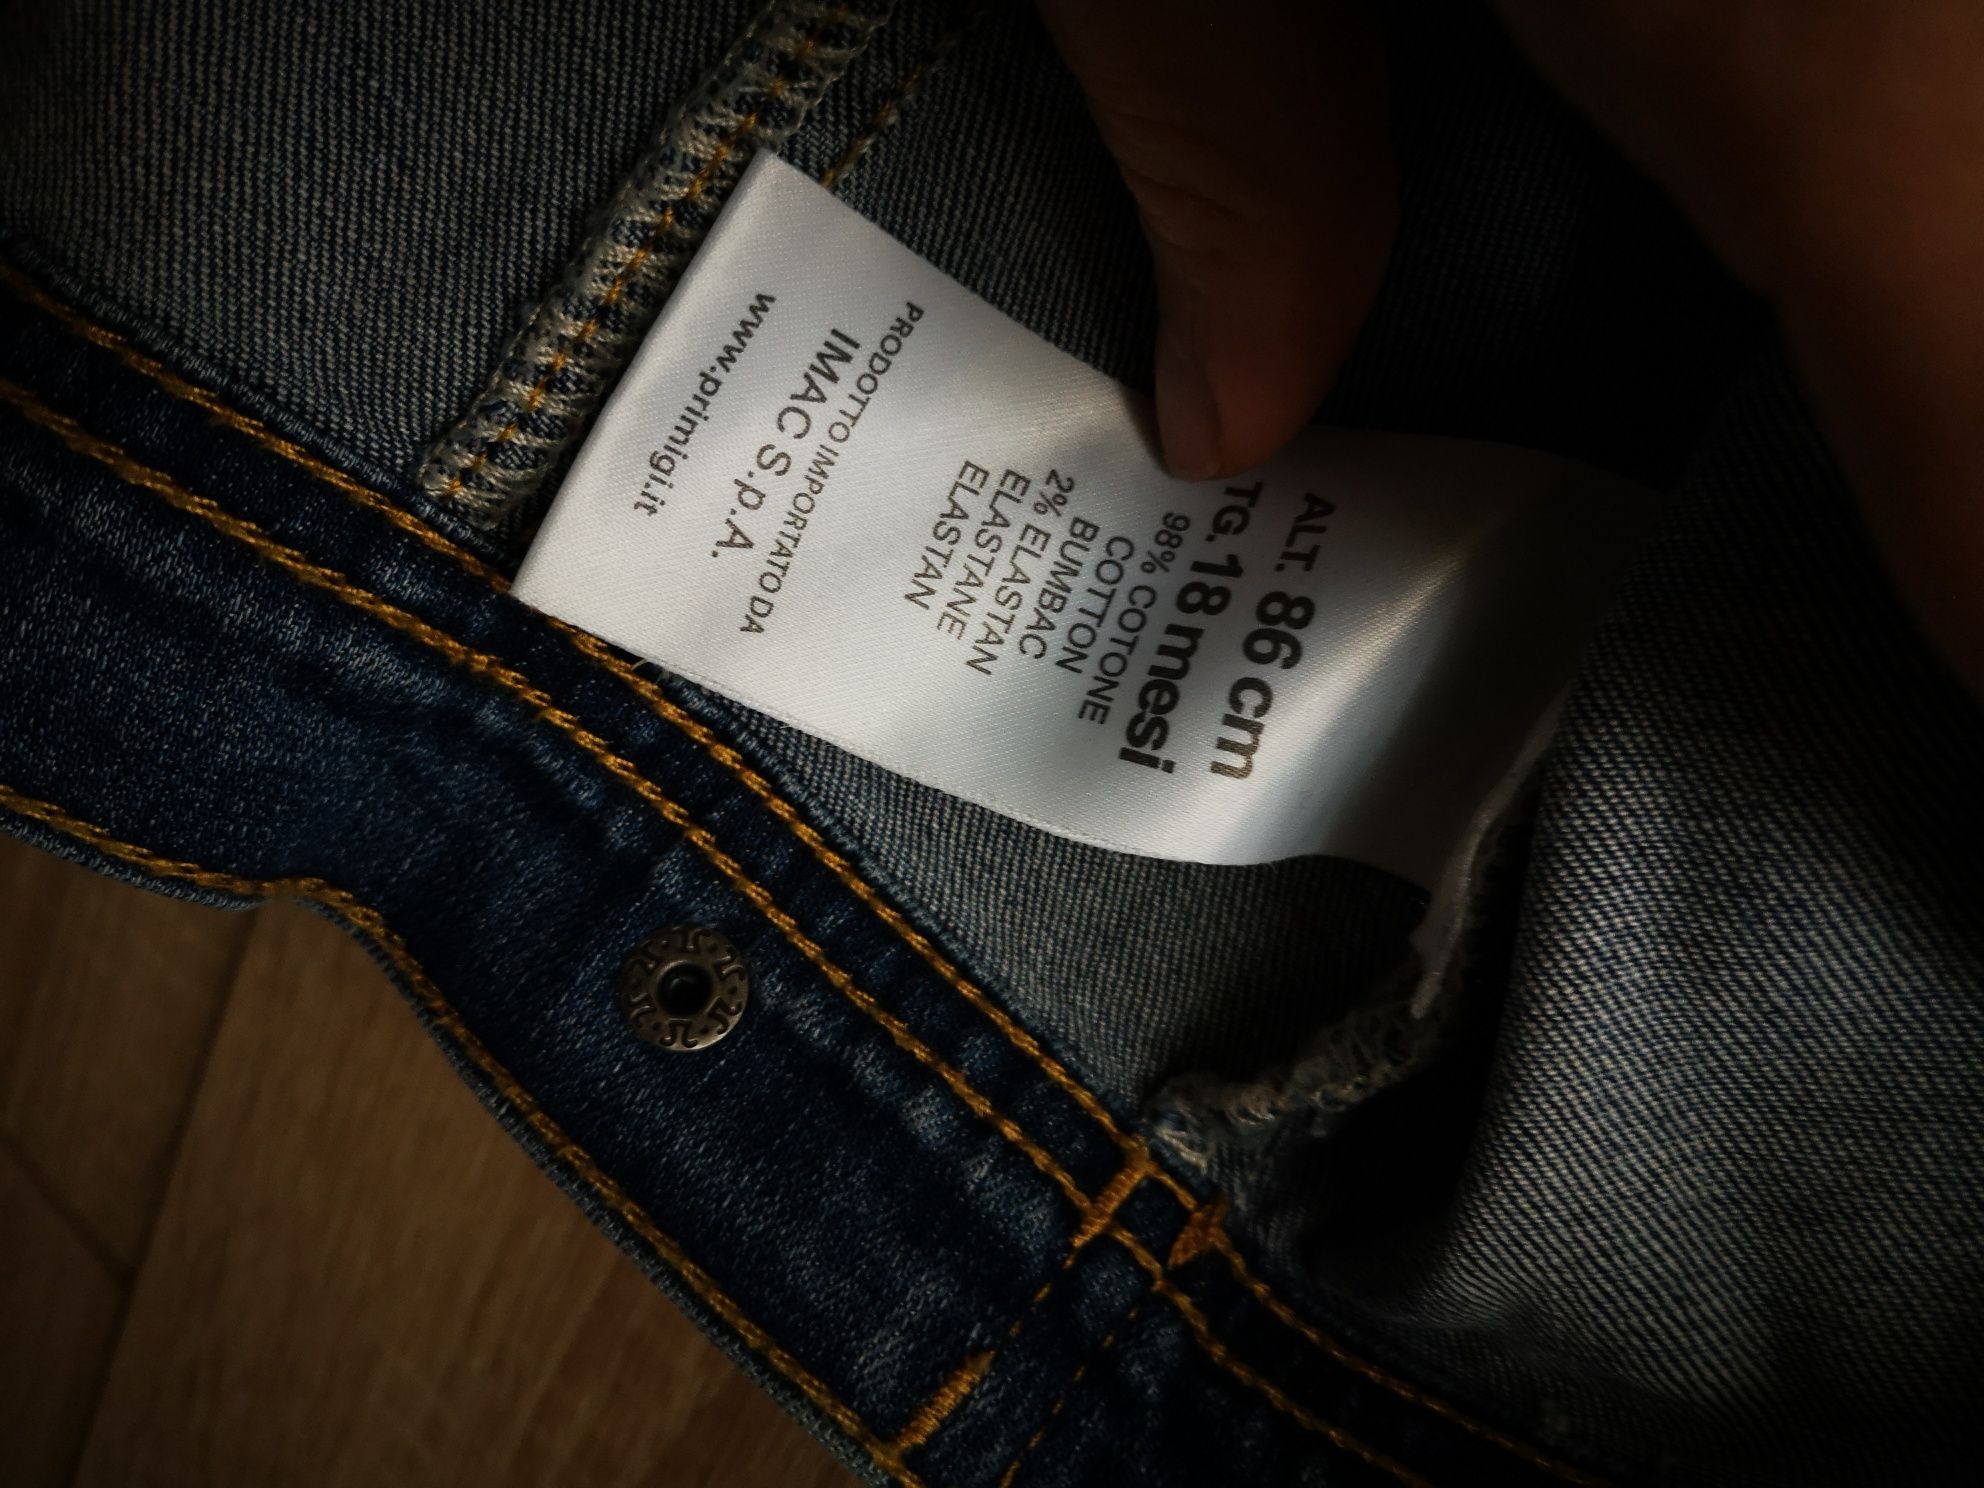 ALT. 86 cm
TG. 18 mesi
98% COTONE
COTTON
BUMBAC
2% ELASTAN
ELASTANE
ELASTAN
PRODOTTO IMPORTATO DA
IMAC S.p.A.
www.primigi.it